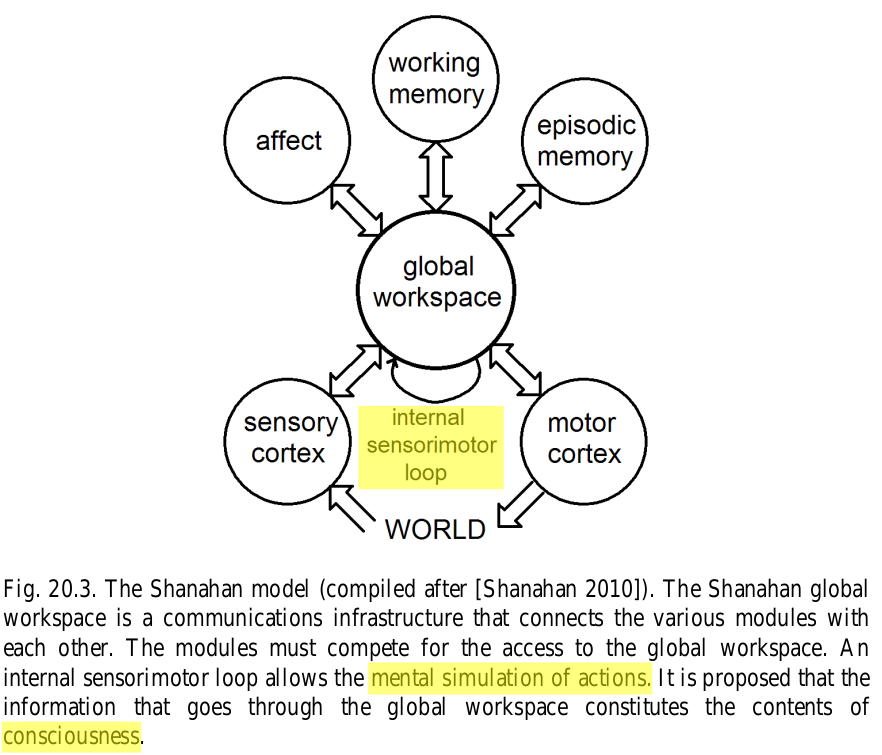 working
memory
affect
episodic
memory
global
workspace
sensory
cortex
internal
sensorimotor
loop
motor
cortex
WORLD
Fig. 20.3. The Shanahan model (compiled after [Shanahan 2010]). The Shanahan global
workspace is a communications infrastructure that connects the various modules with
each other. The modules must compete for the access to the global workspace. An
internal sensorimotor loop allows the mental simulation of actions. It is proposed that the
information that goes through the global workspace constitutes the contents of
consciousness.